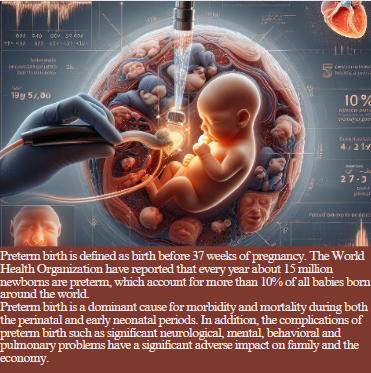 10%
Preterm birth is defined as birth before 37 weeks of pregnancy. The World
Health Organization have reported that every year about 15 million
newborns are preterm, which account for more than 10% of all babies born
around the world.
Preterm birth is a dominant cause for morbidity and mortality during both
the perinatal and early neonatal periods. In addition, the complications of
preterm birth such as significant neurological, mental, behavioral and
pulmonary problems have a significant adverse impact on family and the
economy.